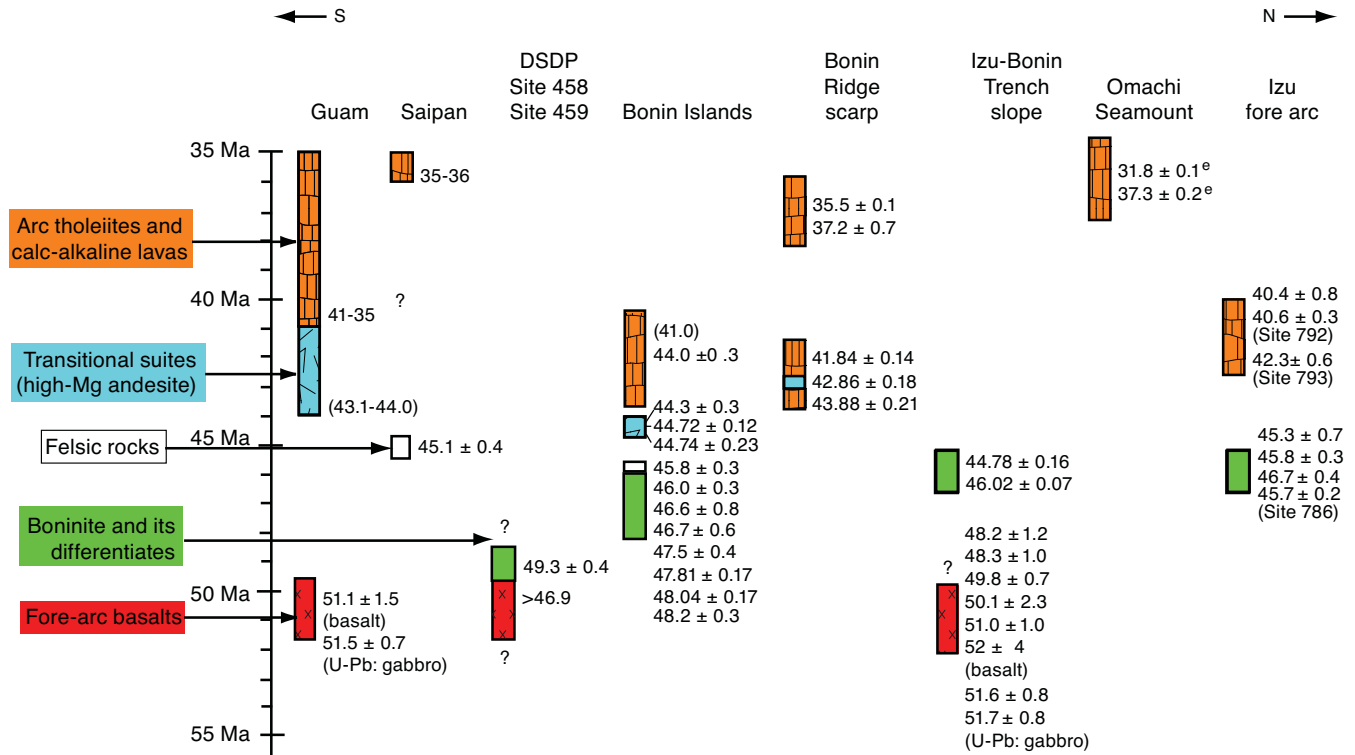 S
N
Guam
Saipan
DSDP
Site 458
Site 459
Bonin Islands
Bonin
Ridge
scarp
Izu-Bonin
Trench
slope
Omachi
Seamount
Izu
fore arc
35 Ma
40 Ma
45 Ma
50 Ma
55 Ma
Arc tholeiites and
calc-alkaline lavas
Transitional suites
(high-Mg andesite)
Felsic rocks
Boninite and its
differentiates
Fore-arc basalts
41-35
(43.1-44.0)
51.1 ± 1.5
(basalt)
51.5 ± 0.7
(U-Pb: gabbro)
35-36
?
45.1 ± 0.4
?
49.3 ± 0.4
>46.9
?
(41.0)
44.0 ±0 .3
44.3 ± 0.3
44.72 ± 0.12
44.74 ± 0.23
45.8 ± 0.3
46.0 ± 0.3
46.6 ± 0.8
46.7 ± 0.6
47.5 ± 0.4
47.81 ± 0.17
48.04 ± 0.17
48.2 ± 0.3
35.5 ± 0.1
37.2 ± 0.7
41.84 ± 0.14
42.86 ± 0.18
43.88 ± 0.21
44.78 ± 0.16
46.02 ± 0.07
?
48.2 ± 1.2
48.3 ± 1.0
49.8 ± 0.7
50.1 ± 2.3
51.0 ± 1.0
52 ± 4
(basalt)
51.6 ± 0.8
51.7 ± 0.8
(U-Pb: gabbro)
31.8 ± 0.1e
37.3 ± 0.2e
40.4 ± 0.8
40.6 ± 0.3
(Site 792)
42.3± 0.6
(Site 793)
45.3 ± 0.7
45.8 ± 0.3
46.7 ± 0.4
45.7 ± 0.2
(Site 786)